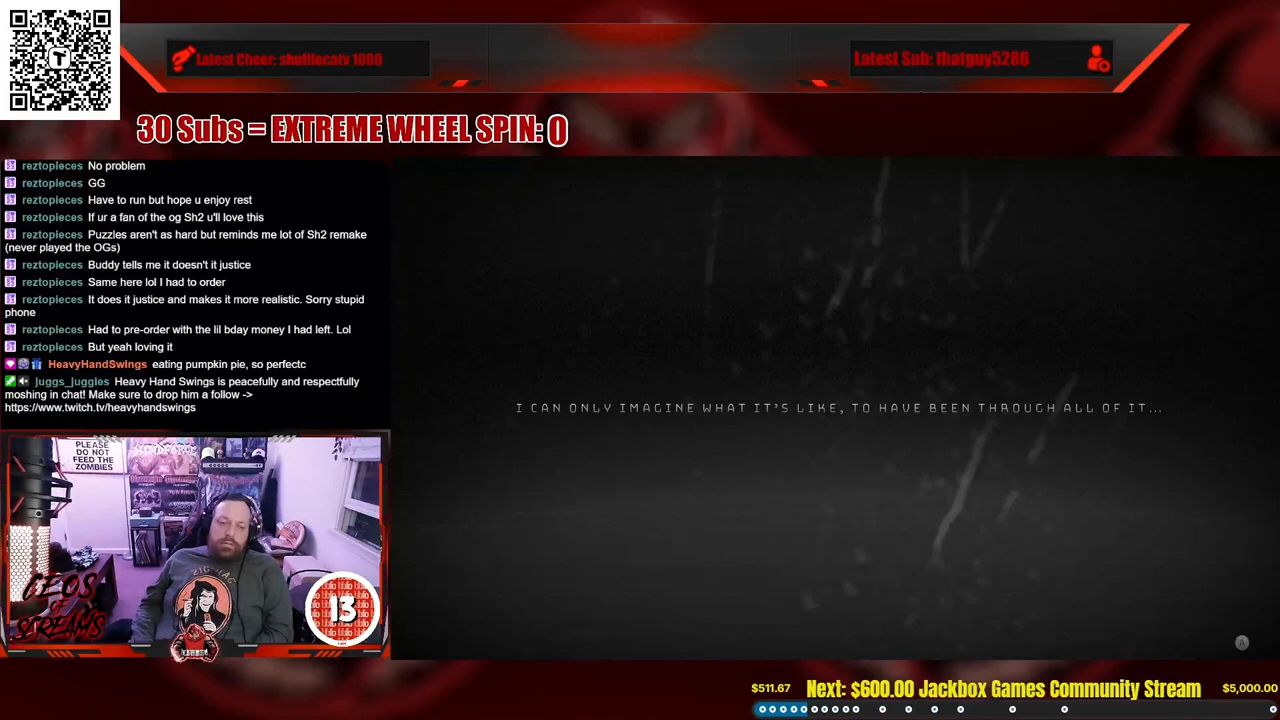 Latest Cheer: shufflecatv 1000
Latest Sub: thatguy5286
30 Subs = EXTREME WHEEL SPIN: 0
reztopieces No problem
reztopieces GG
reztopieces Have to run but hope u enjoy rest
reztopieces If ur a fan of the og Sh2 u'll love this
reztopieces Puzzles aren't as hard but reminds me lot of Sh2 remake
(never played the OGs)
reztopieces Buddy tells me it doesn't it justice
reztopieces Same here lol I had to order
reztopieces It does it justice and makes it more realistic. Sorry stupid
phone
reztopieces Had to pre-order with the lil bday money I had left. Lol
reztopieces But yeah loving it
HeavyHandSwings eating pumpkin pie, so perfectc
juggs_juggles Heavy Hand Swings is peacefully and respectfully
moshing in chat! Make sure to drop him a follow ->
https://www.twitch.tv/heavyhandswings
I CAN ONLY IMAGINE WHAT IT'S LIKE, TO HAVE BEEN THROUGH ALL OF IT...
PLEASE
DO NOT
FEED THE
ZOMBIES
MINDFORCE
ZIG-ZAG
CEOS
OF
SCREAMS
13
A
$511.67
Next: $600.00 Jackbox Games Community Stream
$5,000.00